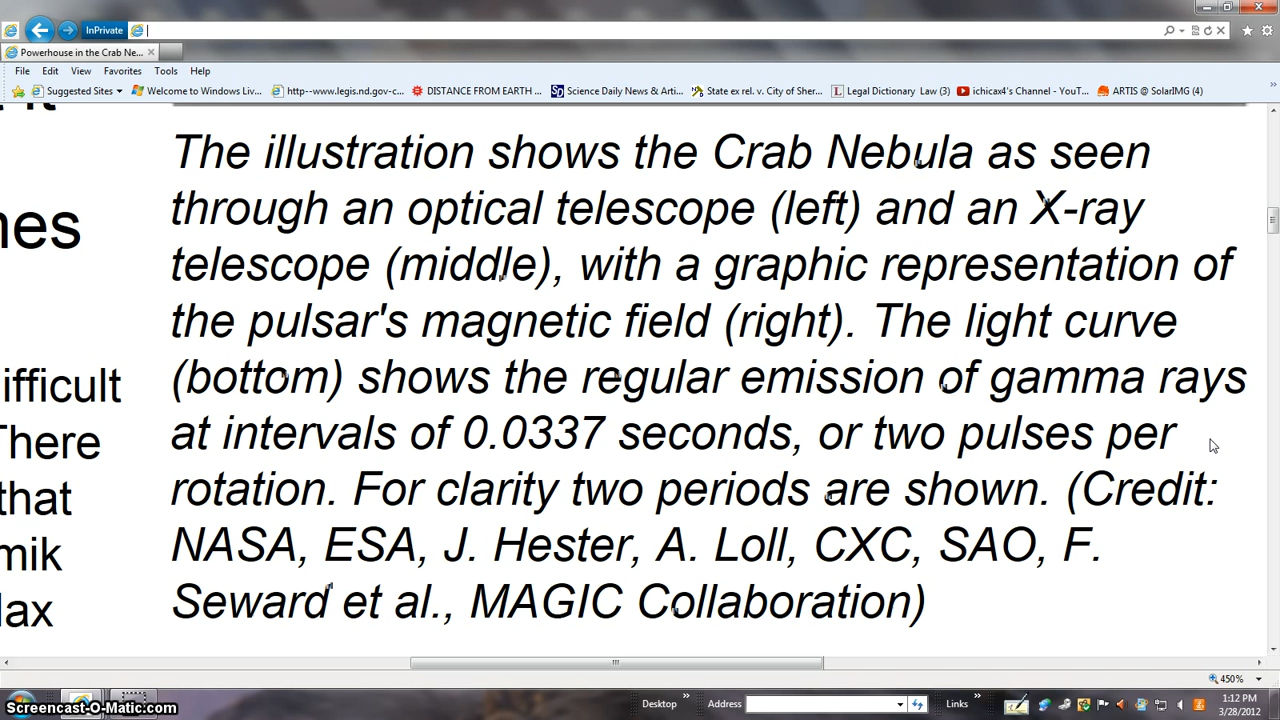 InPrivate
Powerhouse in the Crab Ne...
File Edit View Favorites Tools Help
Suggested Sites Welcome to Windows Liv... http--www.legis.nd.gov-c... DISTANCE FROM EARTH ... Science Daily News & Arti... State ex rel. v. City of Sher... Legal Dictionary Law (3) ichicax4's Channel - YouT... ARTIS @ SolarIMG (4)
The illustration shows the Crab Nebula as seen
through an optical telescope (left) and an X-ray
telescope (middle), with a graphic representation of
the pulsar's magnetic field (right). The light curve
(bottom) shows the regular emission of gamma rays
at intervals of 0.0337 seconds, or two pulses per
rotation. For clarity two periods are shown. (Credit:
NASA, ESA, J. Hester, A. Loll, CXC, SAO, F.
Seward et al., MAGIC Collaboration)
nes
ifficult
There
that
mik
450%
Desktop Address Links
1:12 PM
3/28/2012
Screencast-O-Matic.com